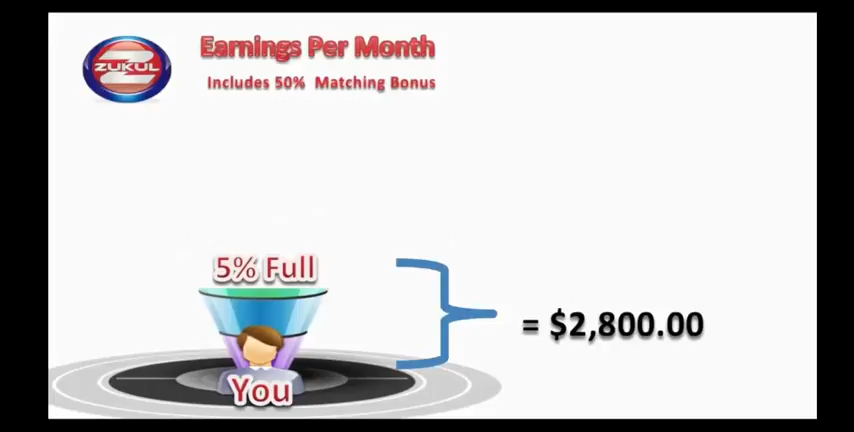 ZUKUL
Earnings Per Month
Includes 50% Matching Bonus
5% Full
= $2,800.00
You